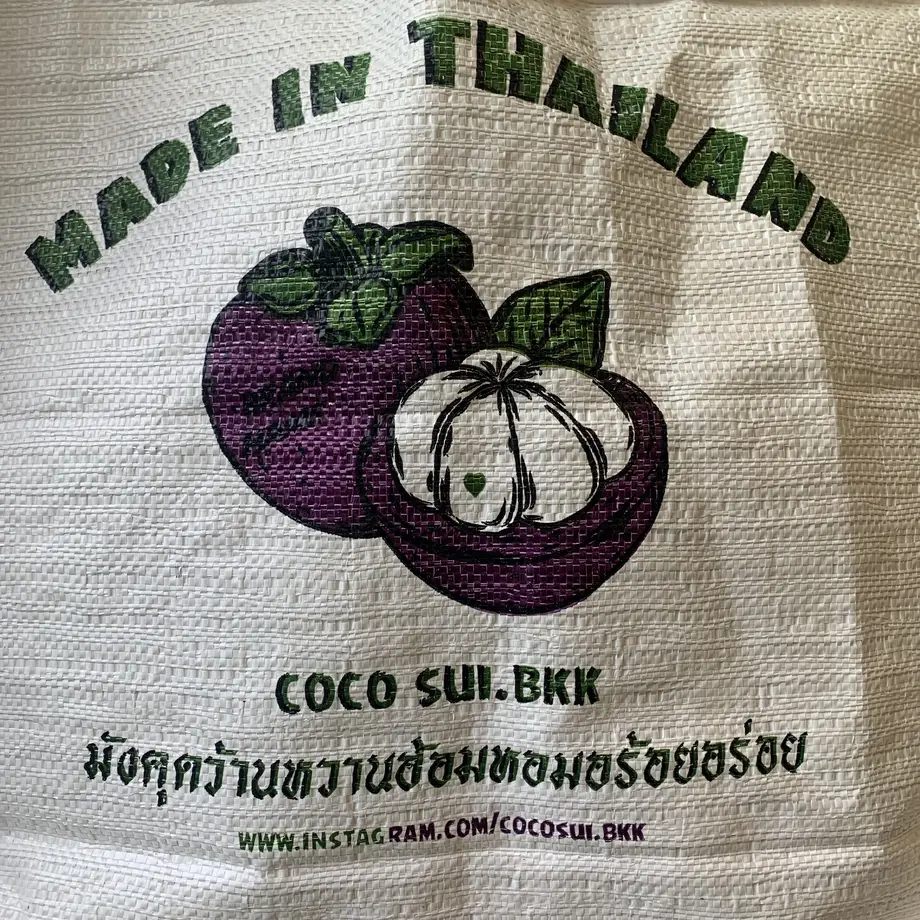 MADE IN THAILAND
COCO SUI.BKK
มังคุดว้านหวานฮ้อมหอมอร้อยอร่อย
WWW.INSTAGRAM.COM/COCOSUI.BKK